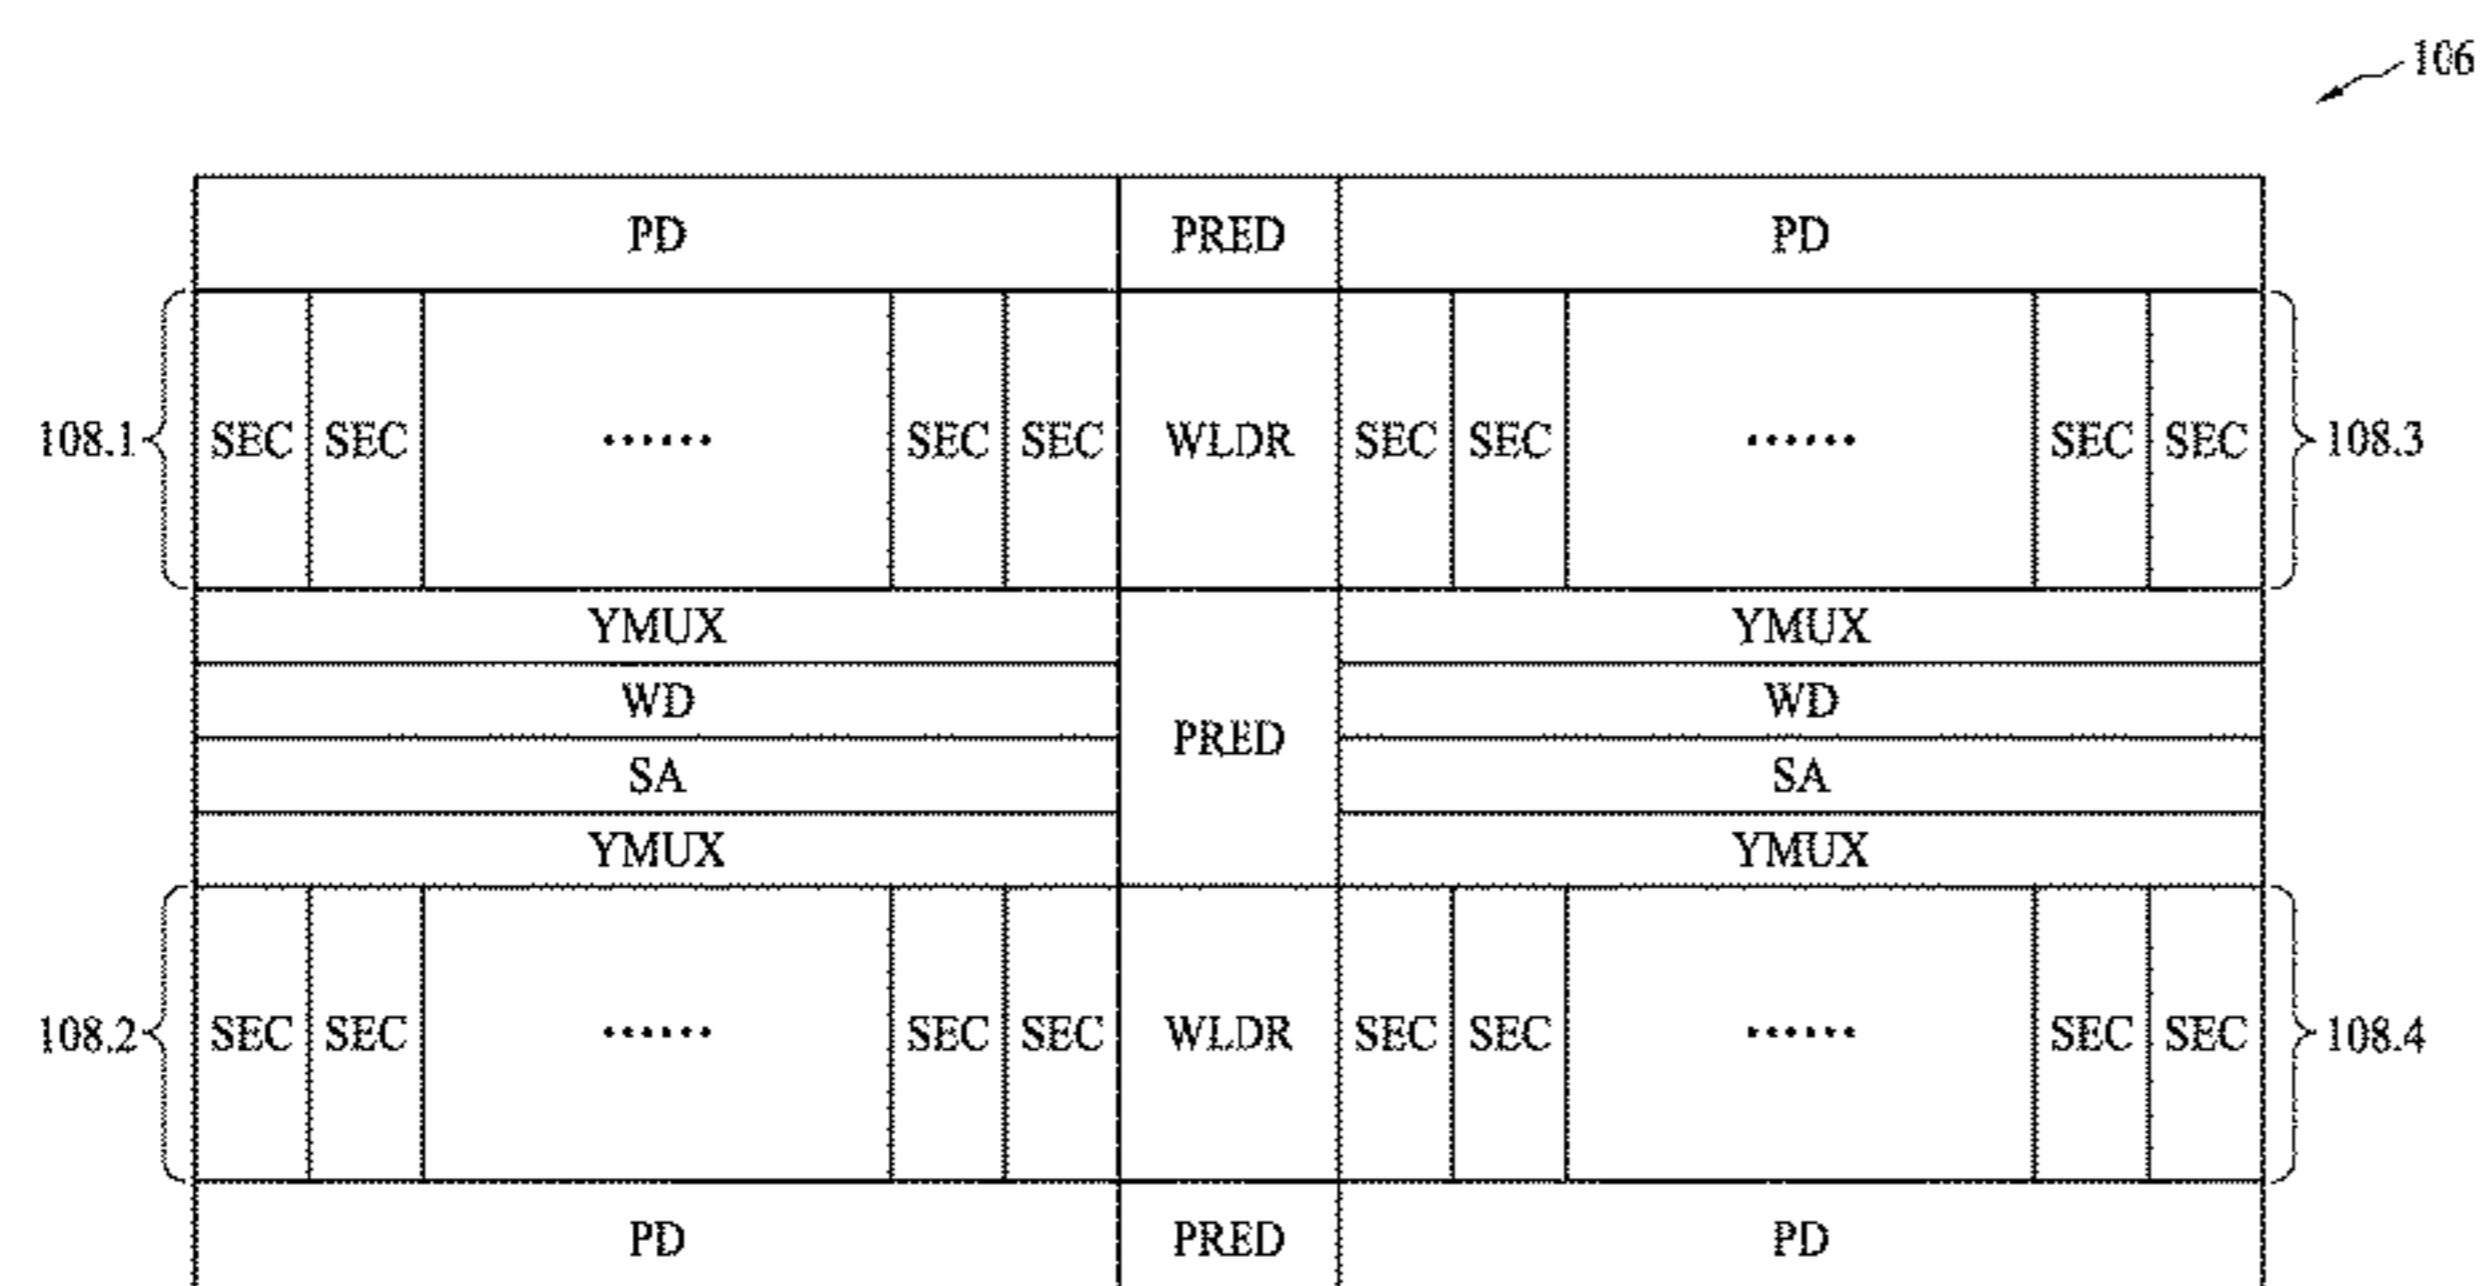 106
PD PRED PD
108.1 SEC SEC ...... SEC SEC WLDR SEC SEC ...... SEC SEC 108.3
YMUX YMUX
WD WD
PRED
SA SA
YMUX YMUX
108.2 SEC SEC ...... SEC SEC WLDR SEC SEC ...... SEC SEC 108.4
PD PRED PD